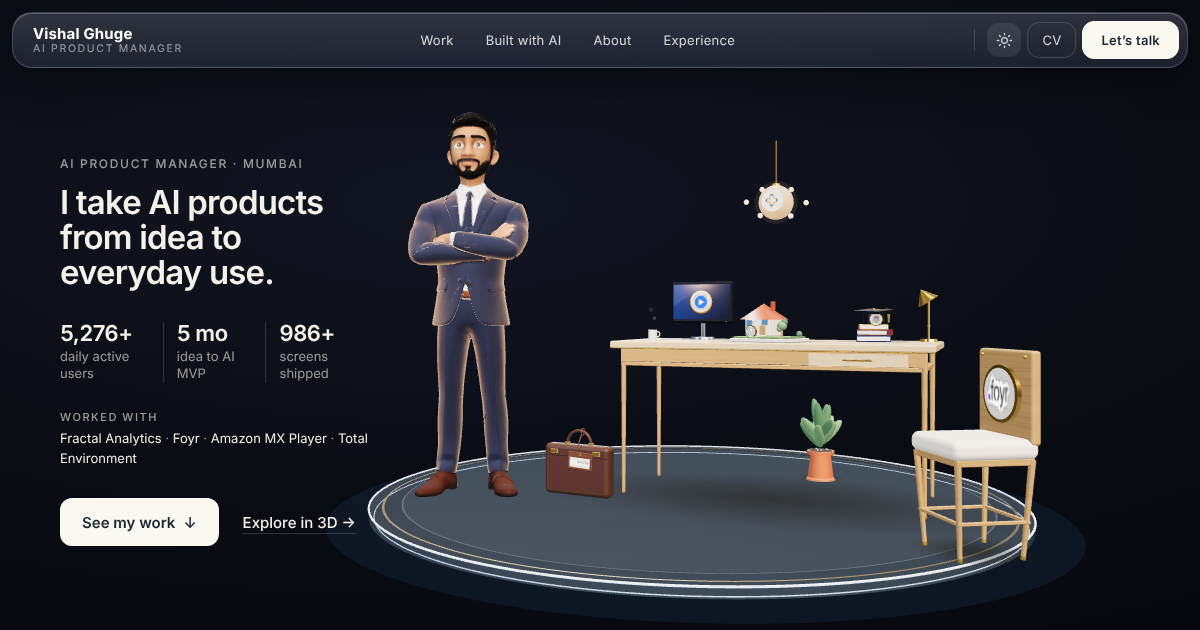 Vishal Ghuge
AI PRODUCT MANAGER
Work
Built with AI
About
Experience
CV
Let's talk
AI PRODUCT MANAGER · MUMBAI
I take AI products
from idea to
everyday use.
5,276+
daily active
users
5 mo
idea to AI
MVP
986+
screens
shipped
WORKED WITH
Fractal Analytics · Foyr · Amazon MX Player · Total
Environment
See my work ↓
Explore in 3D →
foyr